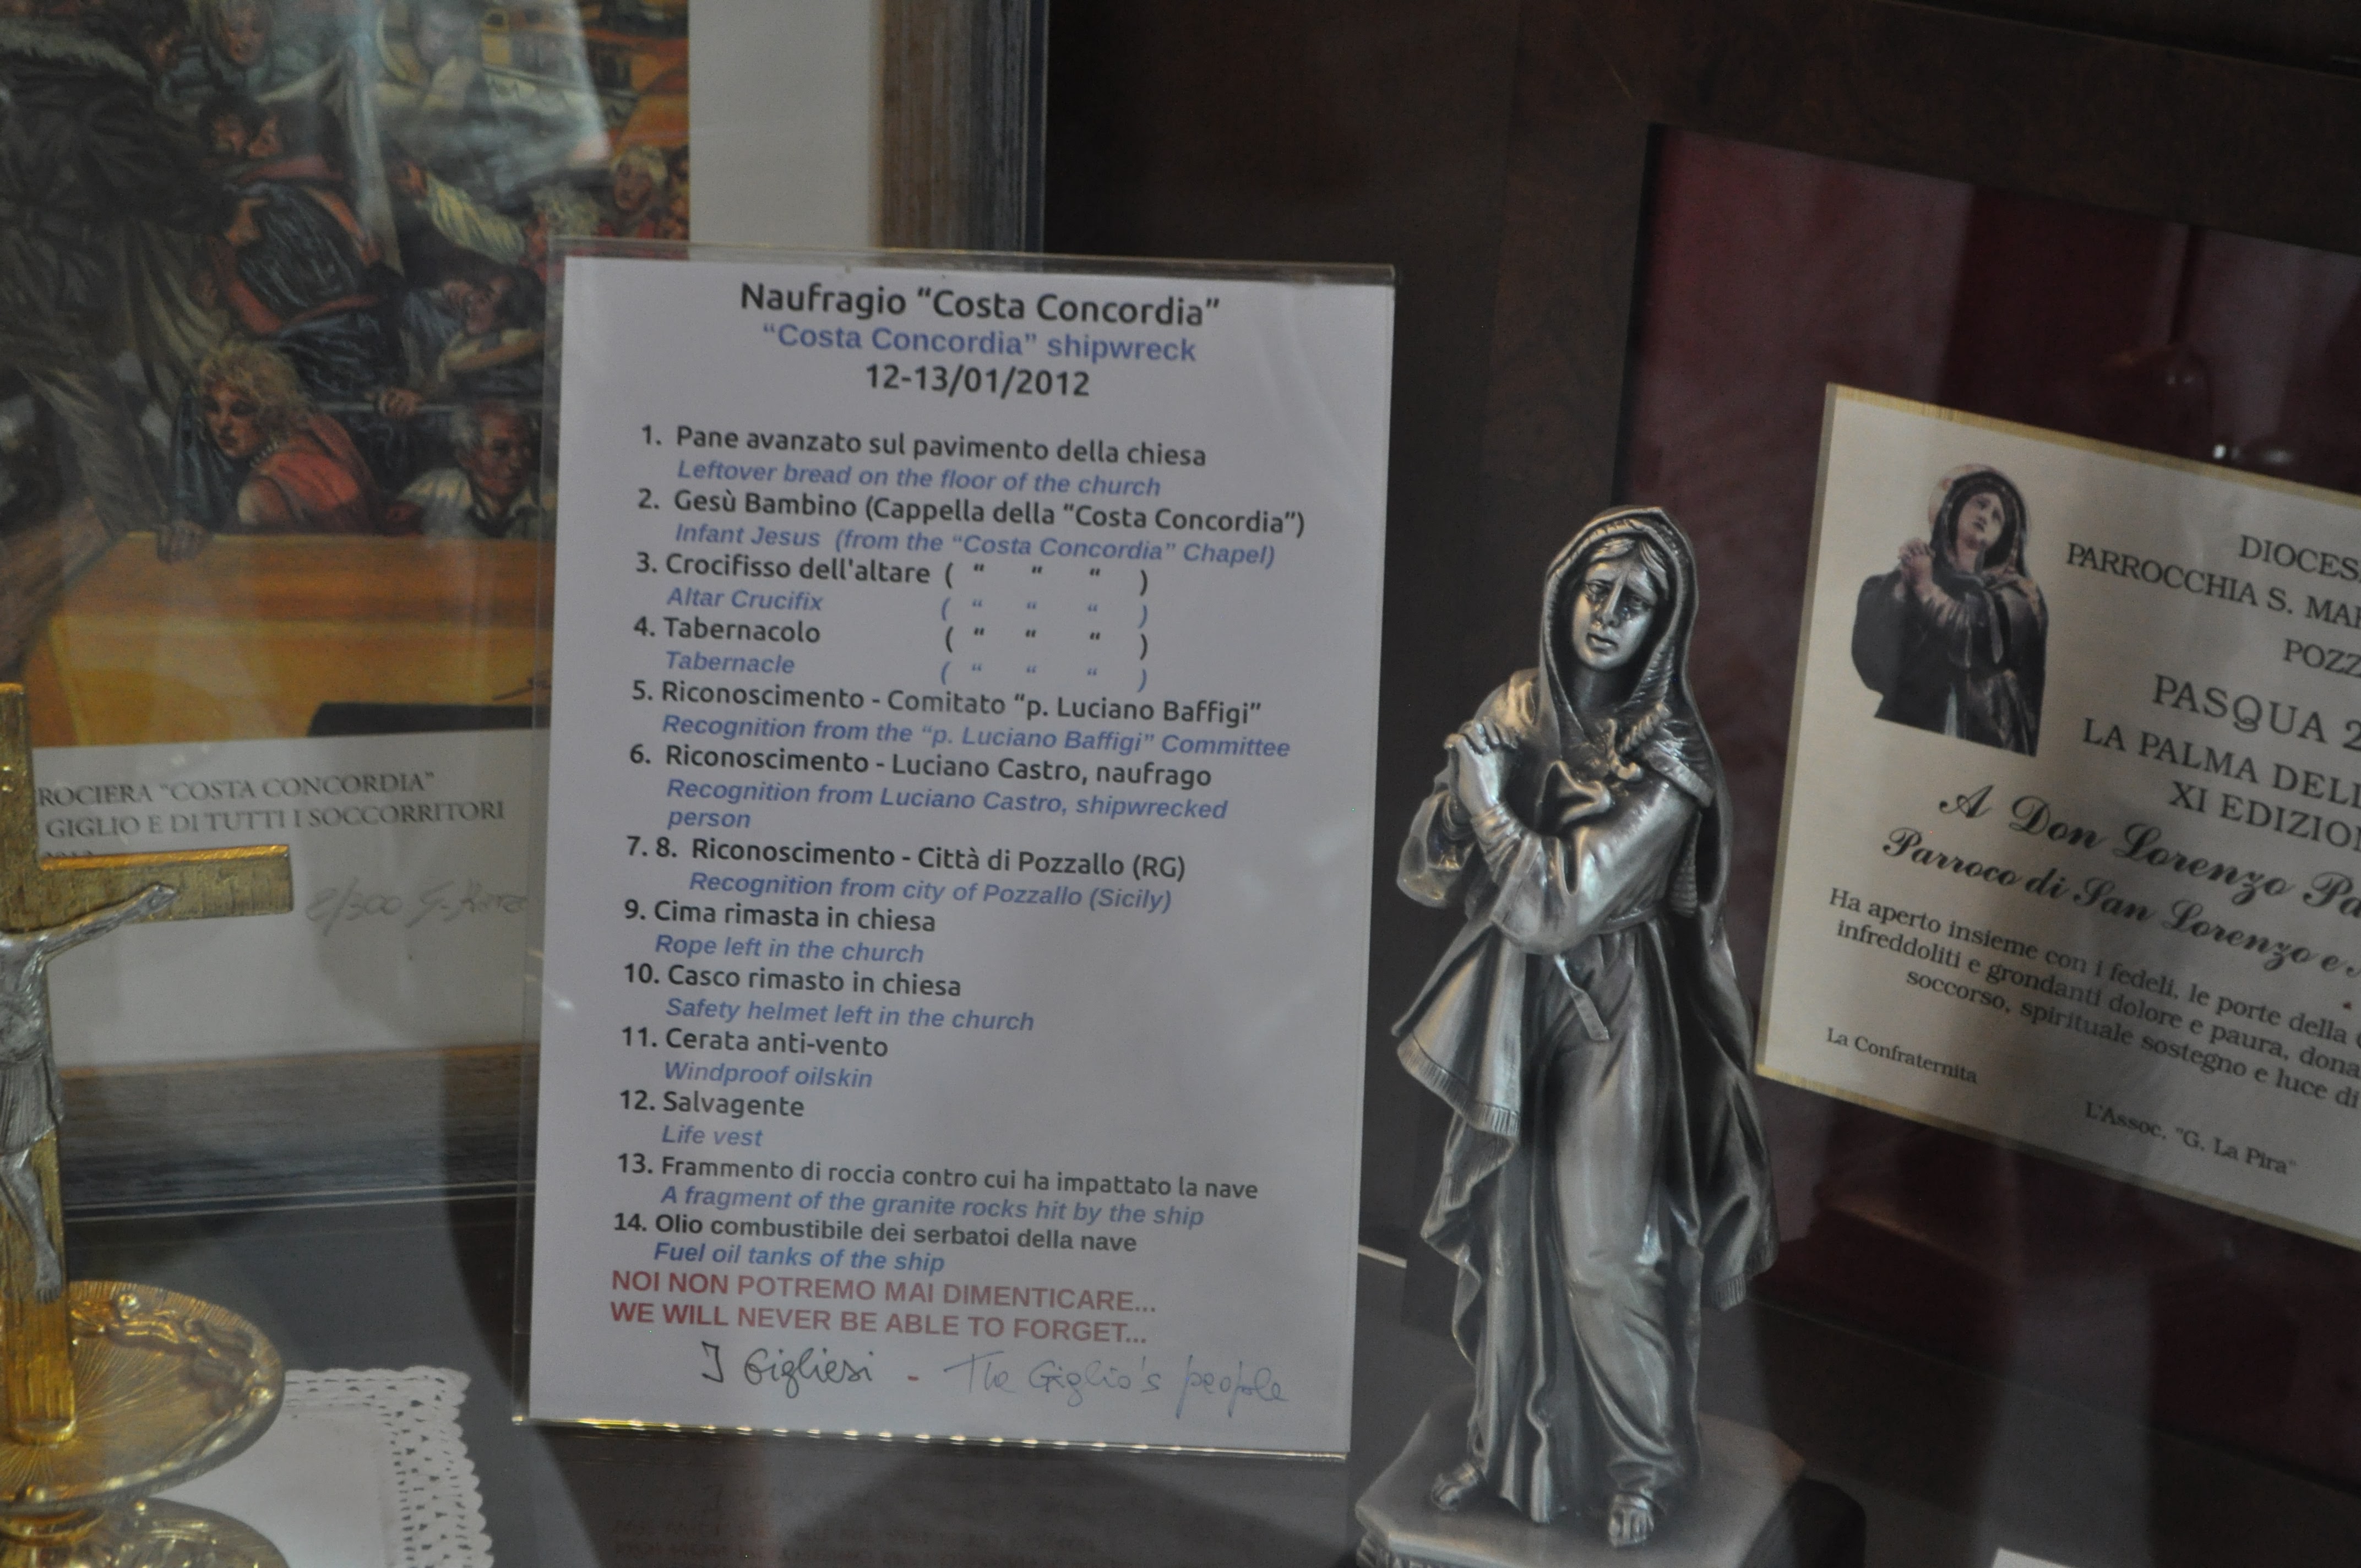 Naufragio “Costa Concordia”
“Costa Concordia” shipwreck
12-13/01/2012
1. Pane avanzato sul pavimento della chiesa
Leftover bread on the floor of the church
2. Gesù Bambino (Cappella della “Costa Concordia”)
Infant Jesus (from the “Costa Concordia” Chapel)
3. Crocifisso dell'altare ( “ “ “ )
Altar Crucifix ( “ “ “ )
4. Tabernacolo ( “ “ “ )
Tabernacle ( “ “ “ )
5. Riconoscimento - Comitato “p. Luciano Baffigi”
Recognition from the “p. Luciano Baffigi” Committee
6. Riconoscimento - Luciano Castro, naufrago
Recognition from Luciano Castro, shipwrecked
person
7. 8. Riconoscimento - Città di Pozzallo (RG)
Recognition from city of Pozzallo (Sicily)
9. Cima rimasta in chiesa
Rope left in the church
10. Casco rimasto in chiesa
Safety helmet left in the church
11. Cerata anti-vento
Windproof oilskin
12. Salvagente
Life vest
13. Frammento di roccia contro cui ha impattato la nave
A fragment of the granite rocks hit by the ship
14. Olio combustibile dei serbatoi della nave
Fuel oil tanks of the ship
NOI NON POTREMO MAI DIMENTICARE...
WE WILL NEVER BE ABLE TO FORGET...
I Gigliesi - The Giglio's people
ROCIERA “COSTA CONCORDIA”
GIGLIO E DI TUTTI I SOCCORRITORI
2/300
DIOCES
PARROCCHIA S. MA
POZZ
PASQUA 2
LA PALMA DELL
XI EDIZIO
A Don Lorenzo Pa
Parroco di San Lorenzo e
Ha aperto insieme con i fedeli, le porte della
infreddoliti e grondanti dolore e paura, dona
soccorso, spirituale sostegno e luce di
La Confraternita
L'Assoc. "G. La Pira"